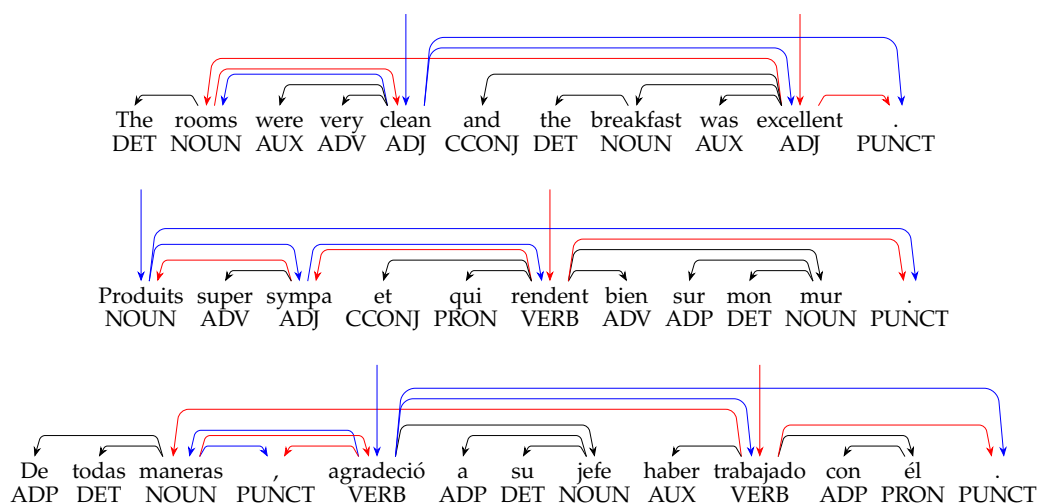 The rooms were very clean and the breakfast was excellent .
DET NOUN AUX ADV ADJ CCONJ DET NOUN AUX ADJ PUNCT
Produits super sympa et qui rendent bien sur mon mur .
NOUN ADV ADJ CCONJ PRON VERB ADV ADP DET NOUN PUNCT
De todas maneras , agradeció a su jefe haber trabajado con él .
ADP DET NOUN PUNCT VERB ADP DET NOUN AUX VERB ADP PRON PUNCT